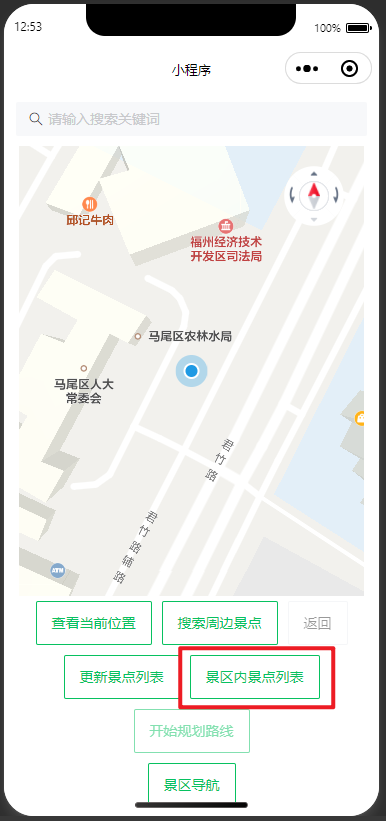 12:53
100%
小程序
请输入搜索关键词
邱记牛肉
福州经济技术
开发区司法局
马尾区农林水局
马尾区人大
常委会
君竹路
君竹路辅路
ATM
查看当前位置
搜索周边景点
返回
更新景点列表
景区内景点列表
开始规划路线
景区导航